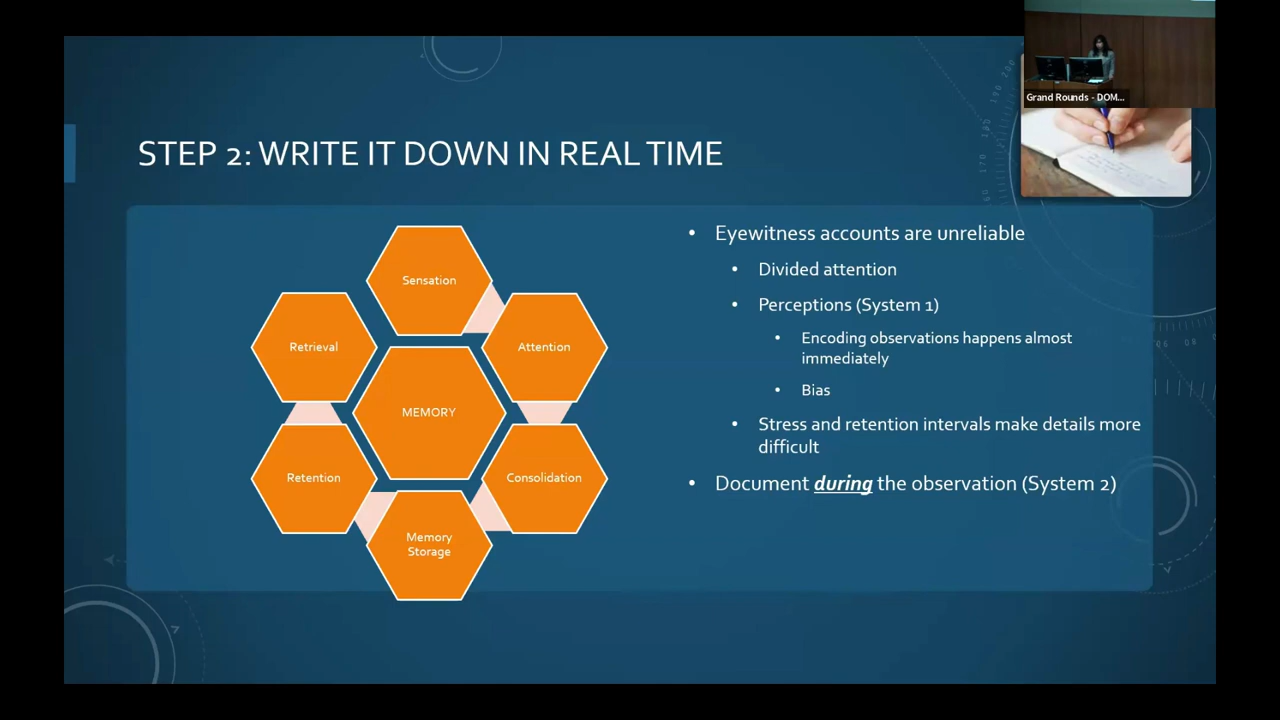 Grand Rounds - DOM...
STEP 2: WRITE IT DOWN IN REAL TIME
Sensation
Attention
Consolidation
Memory
Storage
Retention
Retrieval
MEMORY
• Eyewitness accounts are unreliable
• Divided attention
• Perceptions (System 1)
• Encoding observations happens almost
immediately
• Bias
• Stress and retention intervals make details more
difficult
• Document during the observation (System 2)